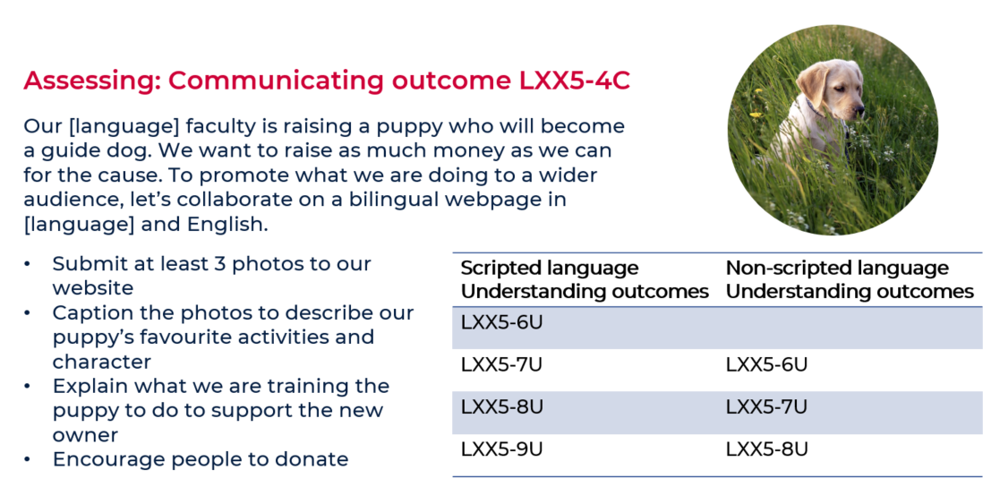 Assessing: Communicating outcome LXX5-4C
Our [language] faculty is raising a puppy who will become
a guide dog. We want to raise as much money as we can
for the cause. To promote what we are doing to a wider
audience, let's collaborate on a bilingual webpage in
[language] and English.
• Submit at least 3 photos to our
website
• Caption the photos to describe our
puppy's favourite activities and
character
• Explain what we are training the
puppy to do to support the new
owner
• Encourage people to donate
Scripted language Non-scripted language
Understanding outcomes Understanding outcomes
LXX5-6U
LXX5-7U LXX5-6U
LXX5-8U LXX5-7U
LXX5-9U LXX5-8U